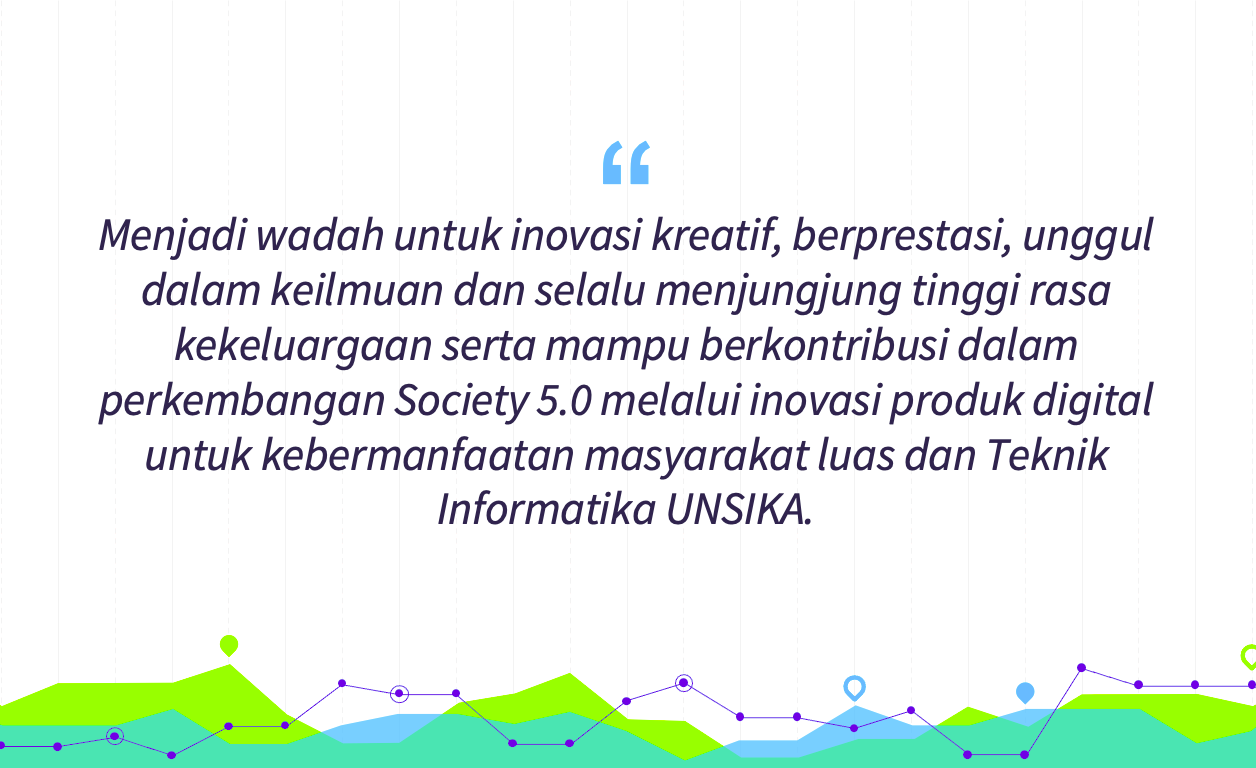 “
Menjadi wadah untuk inovasi kreatif, berprestasi, unggul
dalam keilmuan dan selalu menjungjung tinggi rasa
kekeluargaan serta mampu berkontribusi dalam
perkembangan Society 5.0 melalui inovasi produk digital
untuk kebermanfaatan masyarakat luas dan Teknik
Informatika UNSIKA.